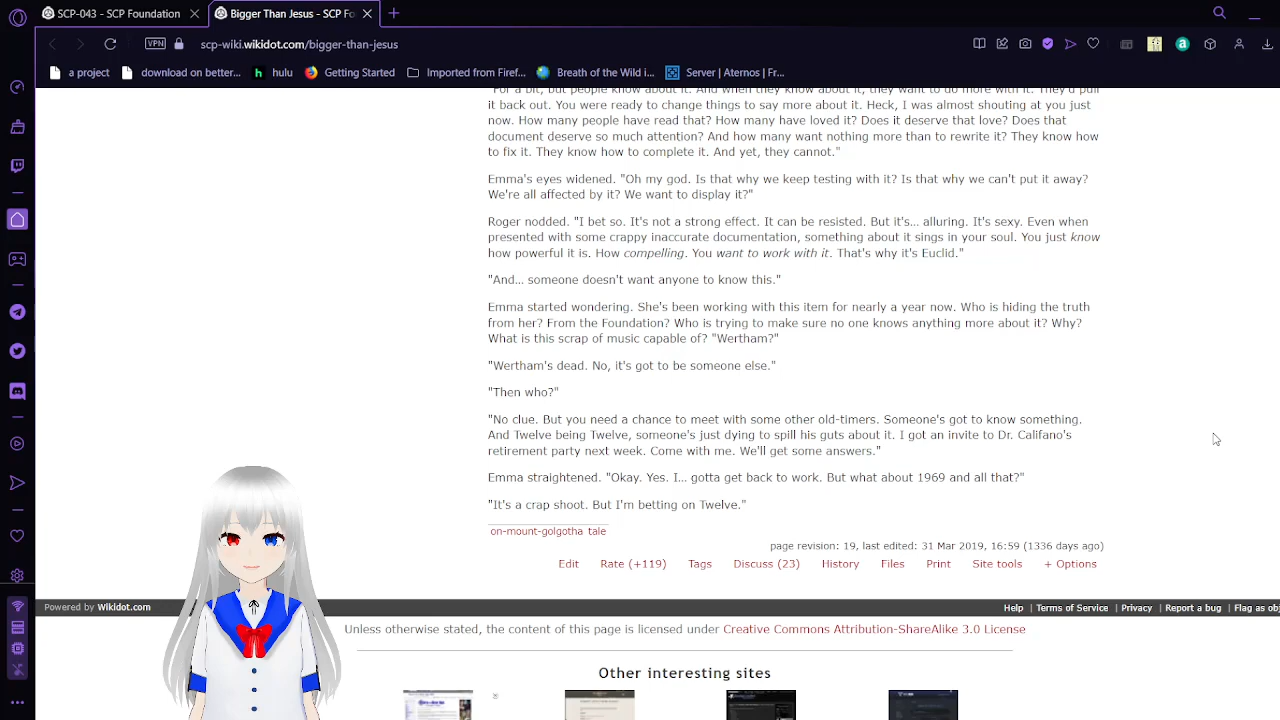 SCP-043 - SCP Foundation
Bigger Than Jesus - SCP Fo
VPN
scp-wiki.wikidot.com/bigger-than-jesus
a project
download on better...
hulu
Getting Started
Imported from Firef...
Breath of the Wild i...
Server | Aternos | Fr...
"For a bit, but people know about it. And when they know about it, they want to do more with it. They'd pull
it back out. You were ready to change things to say more about it. Heck, I was almost shouting at you just
now. How many people have read that? How many have loved it? Does it deserve that love? Does that
document deserve so much attention? And how many want nothing more than to rewrite it? They know how
to fix it. They know how to complete it. And yet, they cannot."
Emma's eyes widened. "Oh my god. Is that why we keep testing with it? Is that why we can't put it away?
We're all affected by it? We want to display it?"
Roger nodded. "I bet so. It's not a strong effect. It can be resisted. But it's... alluring. It's sexy. Even when
presented with some crappy inaccurate documentation, something about it sings in your soul. You just know
how powerful it is. How compelling. You want to work with it. That's why it's Euclid."
"And... someone doesn't want anyone to know this."
Emma started wondering. She's been working with this item for nearly a year now. Who is hiding the truth
from her? From the Foundation? Who is trying to make sure no one knows anything more about it? Why?
What is this scrap of music capable of? "Wertham?"
"Wertham's dead. No, it's got to be someone else."
"Then who?"
"No clue. But you need a chance to meet with some other old-timers. Someone's got to know something.
And Twelve being Twelve, someone's just dying to spill his guts about it. I got an invite to Dr. Califano's
retirement party next week. Come with me. We'll get some answers."
Emma straightened. "Okay. Yes. I... gotta get back to work. But what about 1969 and all that?"
"It's a crap shoot. But I'm betting on Twelve."
on-mount-golgotha tale
page revision: 19, last edited: 31 Mar 2019, 16:59 (1336 days ago)
Edit Rate (+119) Tags Discuss (23) History Files Print Site tools + Options
Powered by Wikidot.com
Help | Terms of Service | Privacy | Report a bug | Flag as obj
Unless otherwise stated, the content of this page is licensed under Creative Commons Attribution-ShareAlike 3.0 License
Other interesting sites